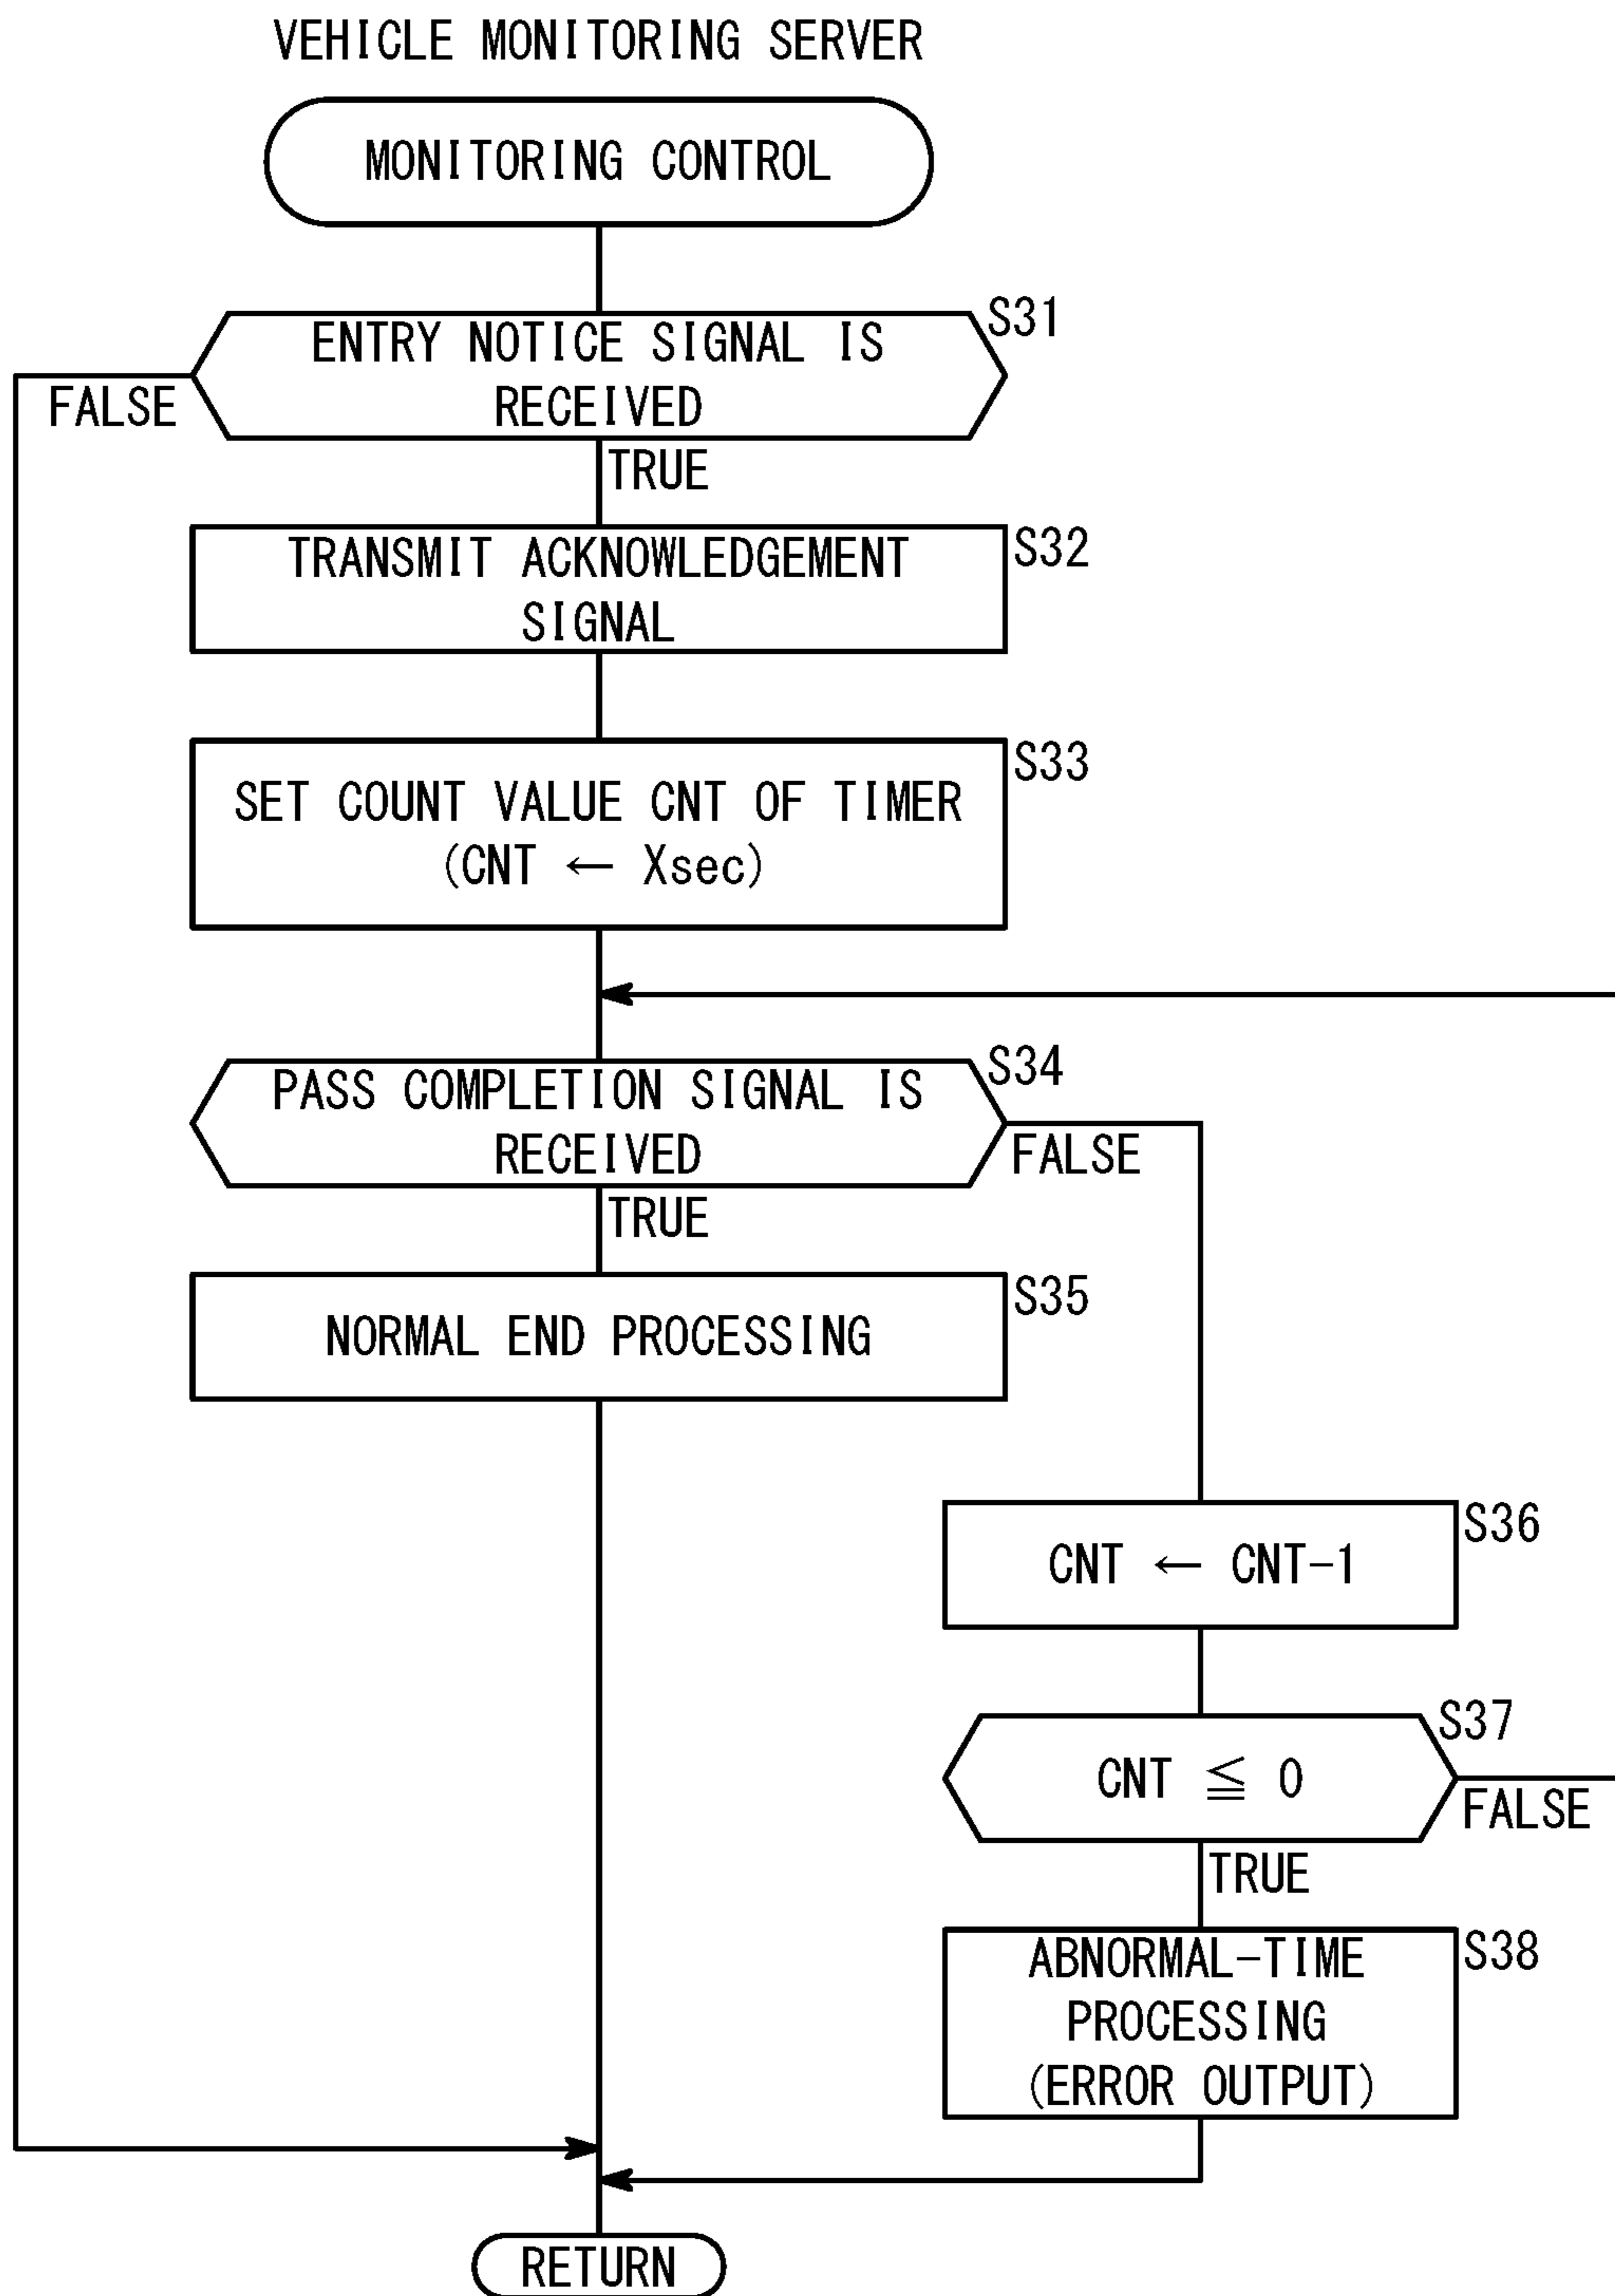 VEHICLE MONITORING SERVER
MONITORING CONTROL
S31
ENTRY NOTICE SIGNAL IS
RECEIVED
FALSE
TRUE
S32
TRANSMIT ACKNOWLEDGEMENT
SIGNAL
S33
SET COUNT VALUE CNT OF TIMER
(CNT ← Xsec)
S34
PASS COMPLETION SIGNAL IS
RECEIVED
FALSE
TRUE
S35
NORMAL END PROCESSING
S36
CNT ← CNT-1
S37
CNT ≦ 0
FALSE
TRUE
S38
ABNORMAL-TIME
PROCESSING
(ERROR OUTPUT)
RETURN